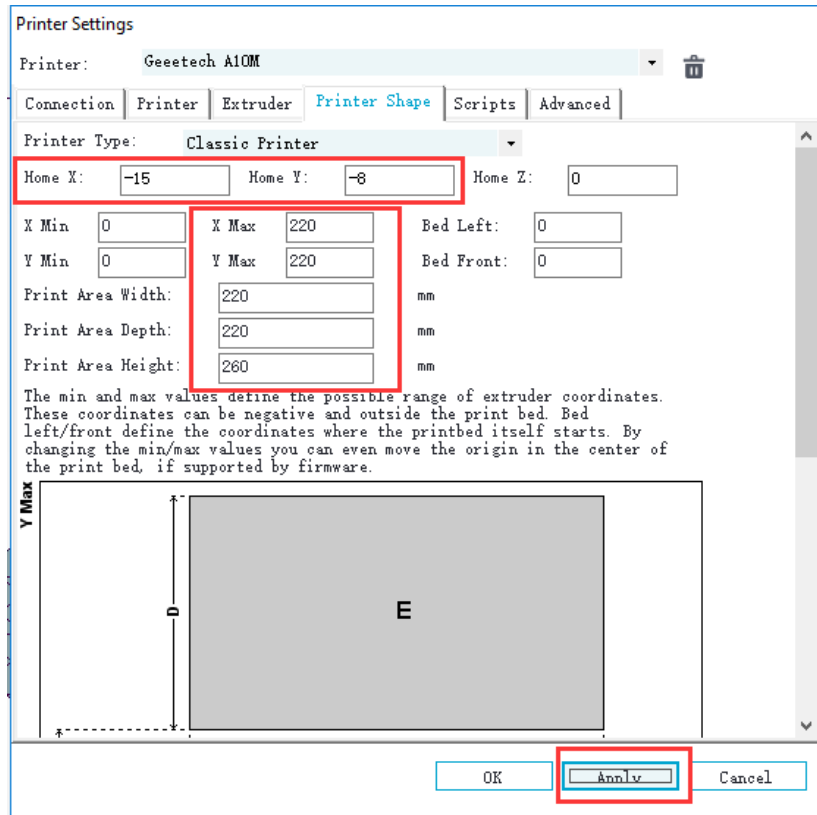 Printer Settings
Printer: Geeetech A10M
Connection Printer Extruder Printer Shape Scripts Advanced
Printer Type: Classic Printer
Home X: -15 Home Y: -8 Home Z: 0
X Min 0 X Max 220 Bed Left: 0
Y Min 0 Y Max 220 Bed Front: 0
Print Area Width: 220 mm
Print Area Depth: 220 mm
Print Area Height: 260 mm
The min and max values define the possible range of extruder coordinates.
These coordinates can be negative and outside the print bed. Bed
left/front define the coordinates where the printbed itself starts. By
changing the min/max values you can even move the origin in the center of
the print bed, if supported by firmware.
Y Max
D
E
OK Apply Cancel